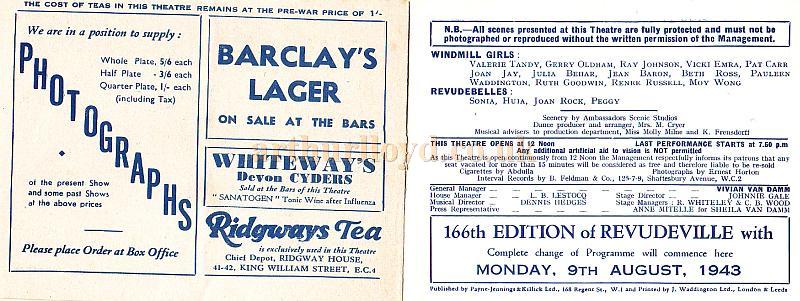 THE COST OF TEAS IN THIS THEATRE REMAINS AT THE PRE-WAR PRICE OF 1/-
We are in a position to supply :
PHOTOGRAPHS
Whole Plate, 5/6 each
Half Plate - 3/6 each
Quarter Plate, 1/- each
(including Tax)
of the present Show
and some past Shows
at the above prices
Please place Order at Box Office
BARCLAY'S
LAGER
ON SALE AT THE BARS
WHITEWAY'S
Devon CYDERS
Sold at the Bars of this Theatre
"SANATOGEN" Tonic Wine after Influenza
Ridgways Tea
is exclusively used in this Theatre
Chief Depot, RIDGWAY HOUSE,
41-42, KING WILLIAM STREET, E.C.4
N.B.—All scenes presented at this Theatre are fully protected and must not be
photographed or reproduced without the written permission of the Management.
WINDMILL GIRLS :
VALERIE TANDY, GERRY OLDHAM, RAY JOHNSON, VICKI EMRA, PAT CARR
JOAN JAY, JULIA BEHAR, JEAN BARON, BETH ROSS, PAULEEN
WADDINGTON, RUTH GOODWIN, RENEE RUSSELL, MOY WONG
REVUDEBELLES :
SONIA, HUIA, JOAN ROCK, PEGGY
Scenery by Ambassadors Scenic Studios
Dance producer and arranger, Mrs. M. Cryer
Musical advisers to production department, Miss Molly Milne and K. Frensdorff
THIS THEATRE OPENS at 12 Noon LAST PERFORMANCE STARTS at 7.50 p.m
Any additional artificial aid to vision is NOT permitted
As this Theatre is open continuously from 12 Noon the Management respectfully informs its patrons that any
seat vacated for more than 15 minutes will be considered as free and therefore liable to be re-sold
Cigarettes by Abdulla Photographs by Ernest Horton
Interval Records by B. Feldman & Co., 125-7-9, Shaftesbury Avenue, W.C.2
General Manager VIVIAN VAN DAMM
House Manager L. B. LESTOCQ Stage Director JOHNNIE GALE
Musical Director DENNIS HEDGES Stage Managers : R. WHITELEY & C. B. WOOD
Press Representative ANNE MITELLE for SHEILA VAN DAMM
166th EDITION of REVUDEVILLE with
Complete change of Programme will commence here
MONDAY, 9TH AUGUST, 1943
Published by Payne-Jennings & Killick Ltd., 168 Regent St., W.1 and Printed by J. Waddington Ltd., London & Leeds